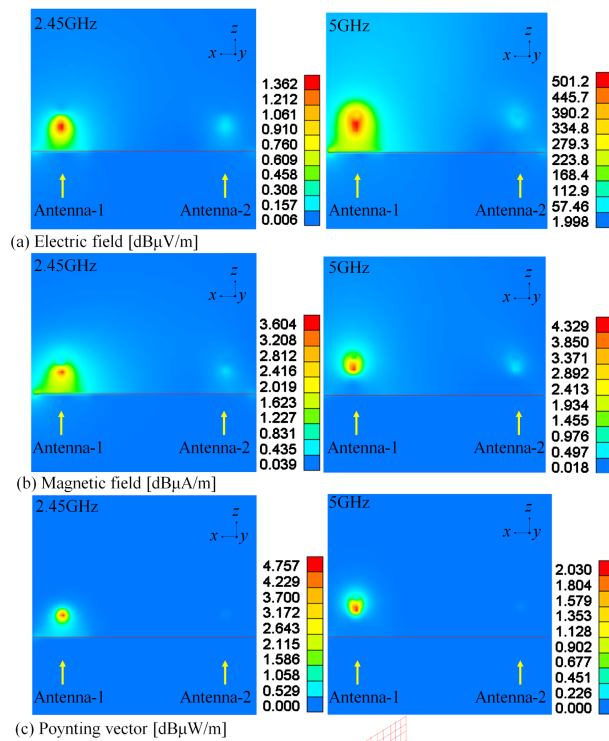 2.45GHz
z
x
y
1.362
1.212
1.061
0.910
0.760
0.609
0.458
0.308
0.157
0.006
Antenna-1
Antenna-2
5GHz
z
x
y
501.2
445.7
390.2
334.8
279.3
223.8
168.4
112.9
57.46
1.998
Antenna-1
Antenna-2
(a) Electric field [dBμV/m]
2.45GHz
z
x
y
3.604
3.208
2.812
2.416
2.019
1.623
1.227
0.831
0.435
0.039
Antenna-1
Antenna-2
5GHz
z
x
y
4.329
3.850
3.371
2.892
2.413
1.934
1.455
0.976
0.497
0.018
Antenna-1
Antenna-2
(b) Magnetic field [dBμA/m]
2.45GHz
z
x
y
4.757
4.229
3.700
3.172
2.643
2.115
1.586
1.058
0.529
0.000
Antenna-1
Antenna-2
5GHz
z
x
y
2.030
1.804
1.579
1.353
1.128
0.902
0.677
0.451
0.226
0.000
Antenna-1
Antenna-2
(c) Poynting vector [dBμW/m]